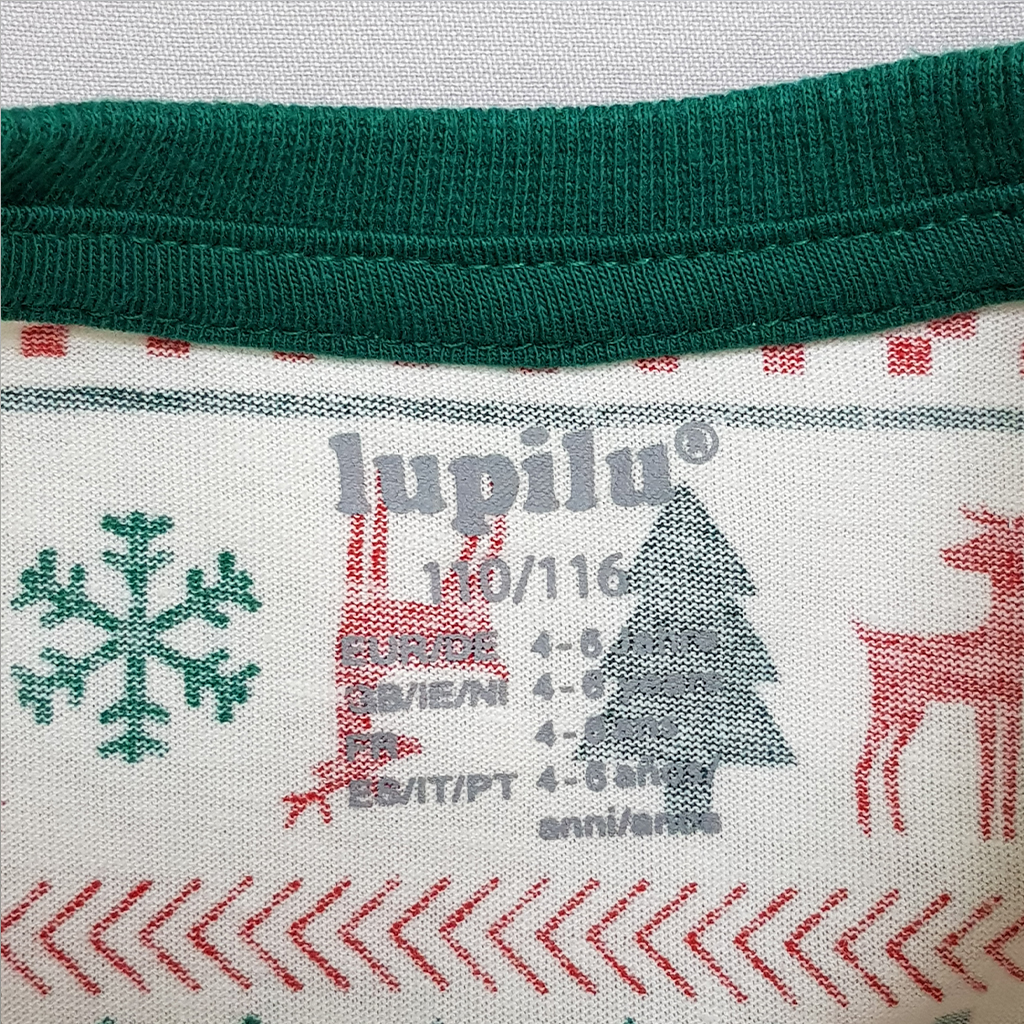 lupilu®
110/116
EUR/DE 4-6 Jahre
GB/IE/NI 4-6 years
FR 4-6 ans
ES/IT/PT 4-6 años/
anni/anos